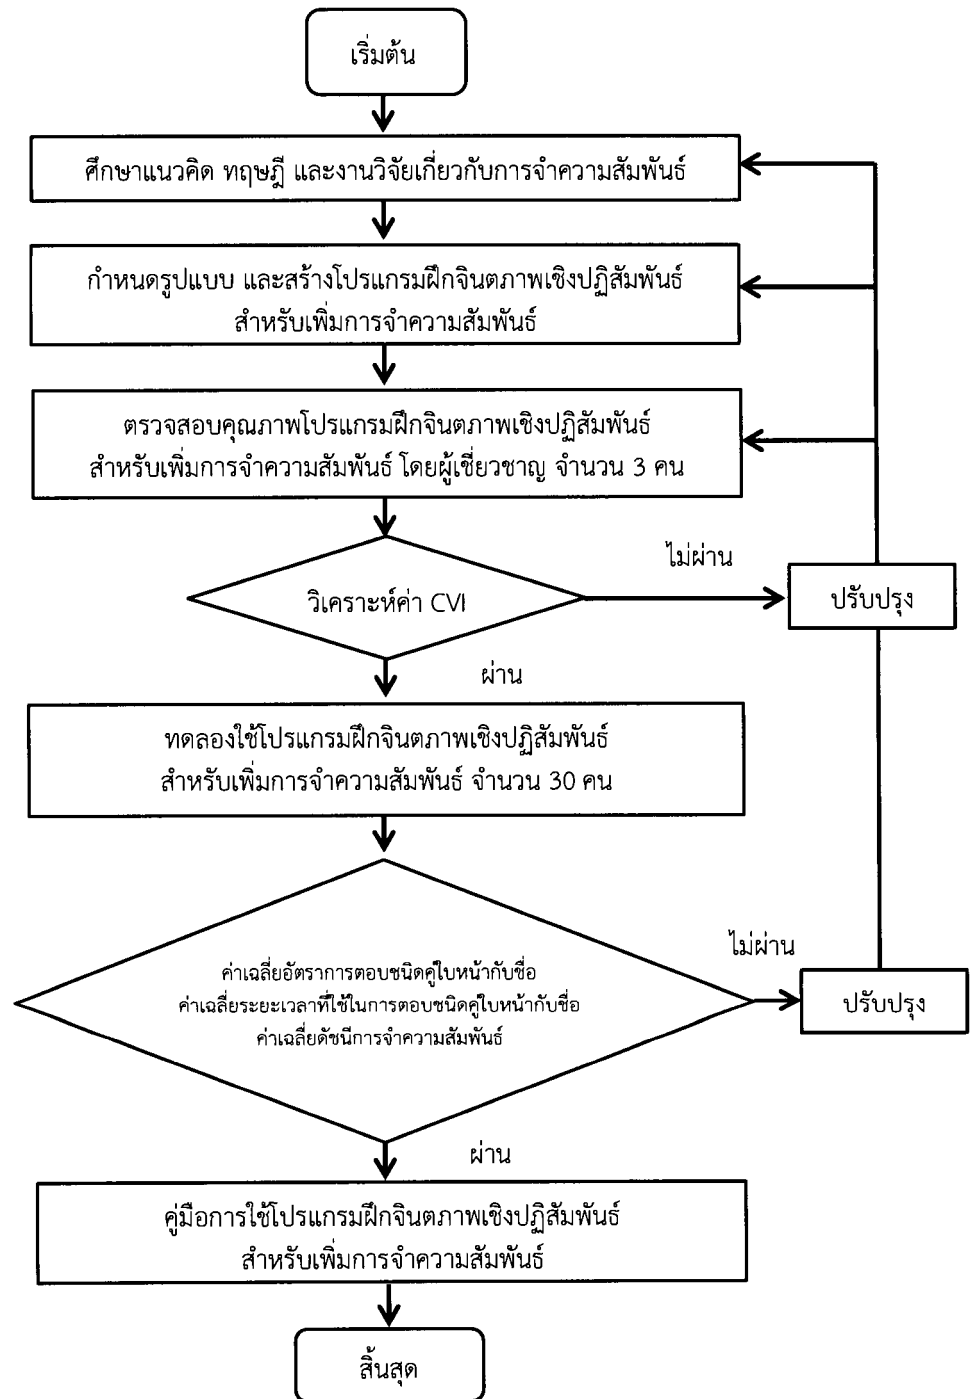 เริ่มต้น
ศึกษาแนวคิด ทฤษฎี และงานวิจัยเกี่ยวกับการจำความสัมพันธ์
กำหนดรูปแบบ และสร้างโปรแกรมฝึกจินตภาพเชิงปฏิสัมพันธ์
สำหรับเพิ่มการจำความสัมพันธ์
ตรวจสอบคุณภาพโปรแกรมฝึกจินตภาพเชิงปฏิสัมพันธ์
สำหรับเพิ่มการจำความสัมพันธ์ โดยผู้เชี่ยวชาญ จำนวน 3 คน
วิเคราะห์ค่า CVI
ไม่ผ่าน
ปรับปรุง
ผ่าน
ทดลองใช้โปรแกรมฝึกจินตภาพเชิงปฏิสัมพันธ์
สำหรับเพิ่มการจำความสัมพันธ์ จำนวน 30 คน
ค่าเฉลี่ยอัตราการตอบชนิดคู่ใบหน้ากับชื่อ
ค่าเฉลี่ยระยะเวลาที่ใช้ในการตอบชนิดคู่ใบหน้ากับชื่อ
ค่าเฉลี่ยดัชนีการจำความสัมพันธ์
ไม่ผ่าน
ปรับปรุง
ผ่าน
คู่มือการใช้โปรแกรมฝึกจินตภาพเชิงปฏิสัมพันธ์
สำหรับเพิ่มการจำความสัมพันธ์
สิ้นสุด